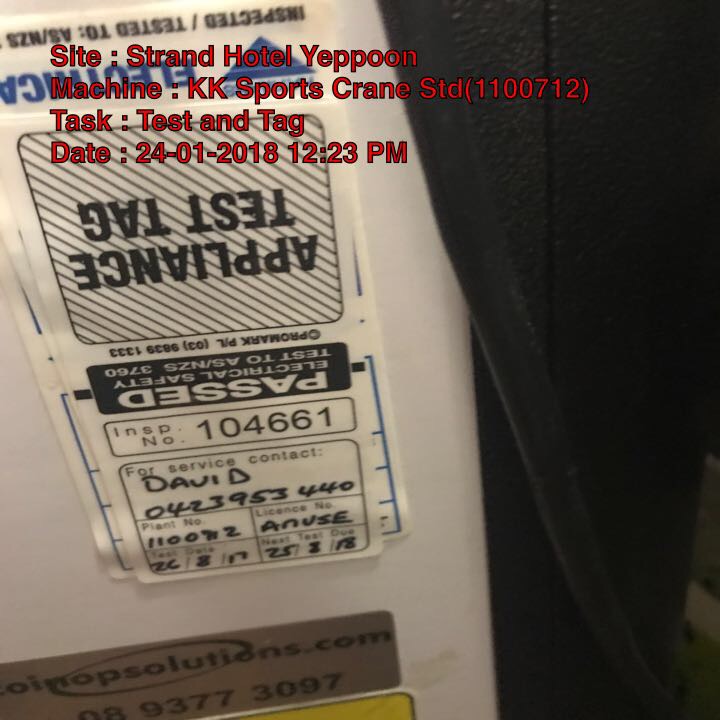 INSPECTED / TESTED TO: AS/NZS
ELECTRICA
Site : Strand Hotel Yeppoon
Machine : KK Sports Crane Std(1100712)
Task : Test and Tag
Date : 24-01-2018 12:23 PM
APPLIANCE
TEST TAG
©PROMARK P/L (03) 9839 1333
PASSED
ELECTRICAL SAFETY
TEST TO AS/NZS 3760
Insp. No. 104661
For service contact:
DAVID
0423953440
Plant No. Licence No.
1100712 AMUSE
Test Date Next Test Due
26/8/17 25/8/18
coinopsolutions.com
08 9377 3097